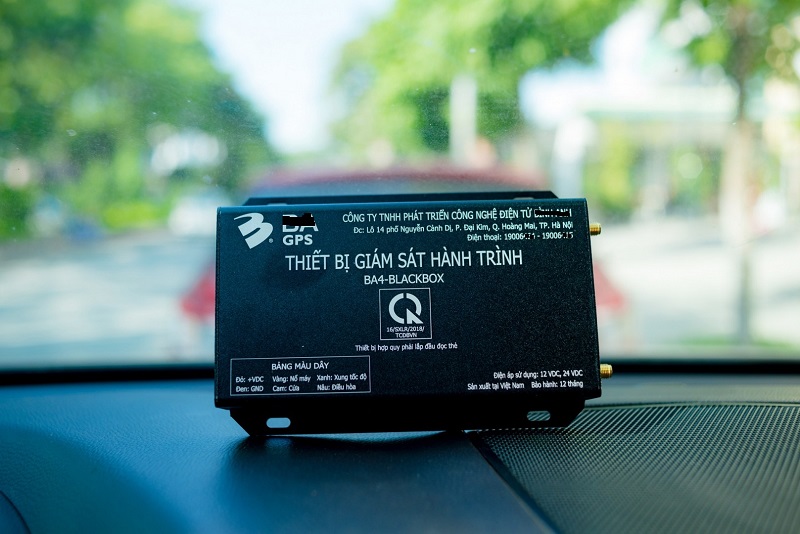 GPS
CÔNG TY TNHH PHÁT TRIỂN CÔNG NGHỆ ĐIỆN TỬ
Đc: Lô 14 phố Nguyễn Cảnh Dị, P. Đại Kim, Q. Hoàng Mai, TP. Hà Nội
Điện thoại:
THIẾT BỊ GIÁM SÁT HÀNH TRÌNH
BA4-BLACKBOX
16/SXLR/2018/
TCDBVN
Thiết bị hợp quy phải lắp đầu đọc thẻ
BẢNG MÀU DÂY
Đỏ: +VDC Vàng: Nổ máy Xanh: Xung tốc độ
Đen: GND Cam: Cửa Nâu: Điều hòa
Điện áp sử dụng: 12 VDC, 24 VDC
Sản xuất tại Việt Nam Bảo hành: 12 tháng